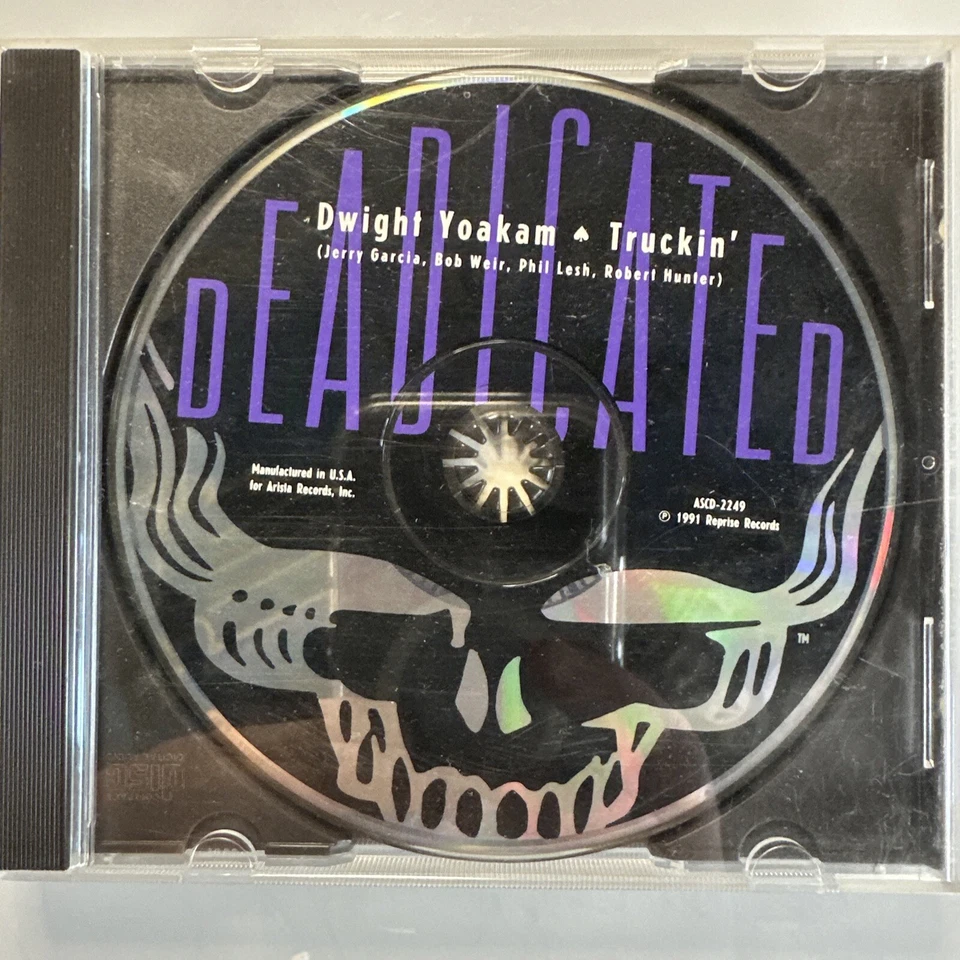 DEADICATED
Dwight Yoakam ♠ Truckin'
(Jerry Garcia, Bob Weir, Phil Lesh, Robert Hunter)
Manufactured in U.S.A.
for Arista Records, Inc.
ASCD-2249
℗ 1991 Reprise Records
TM